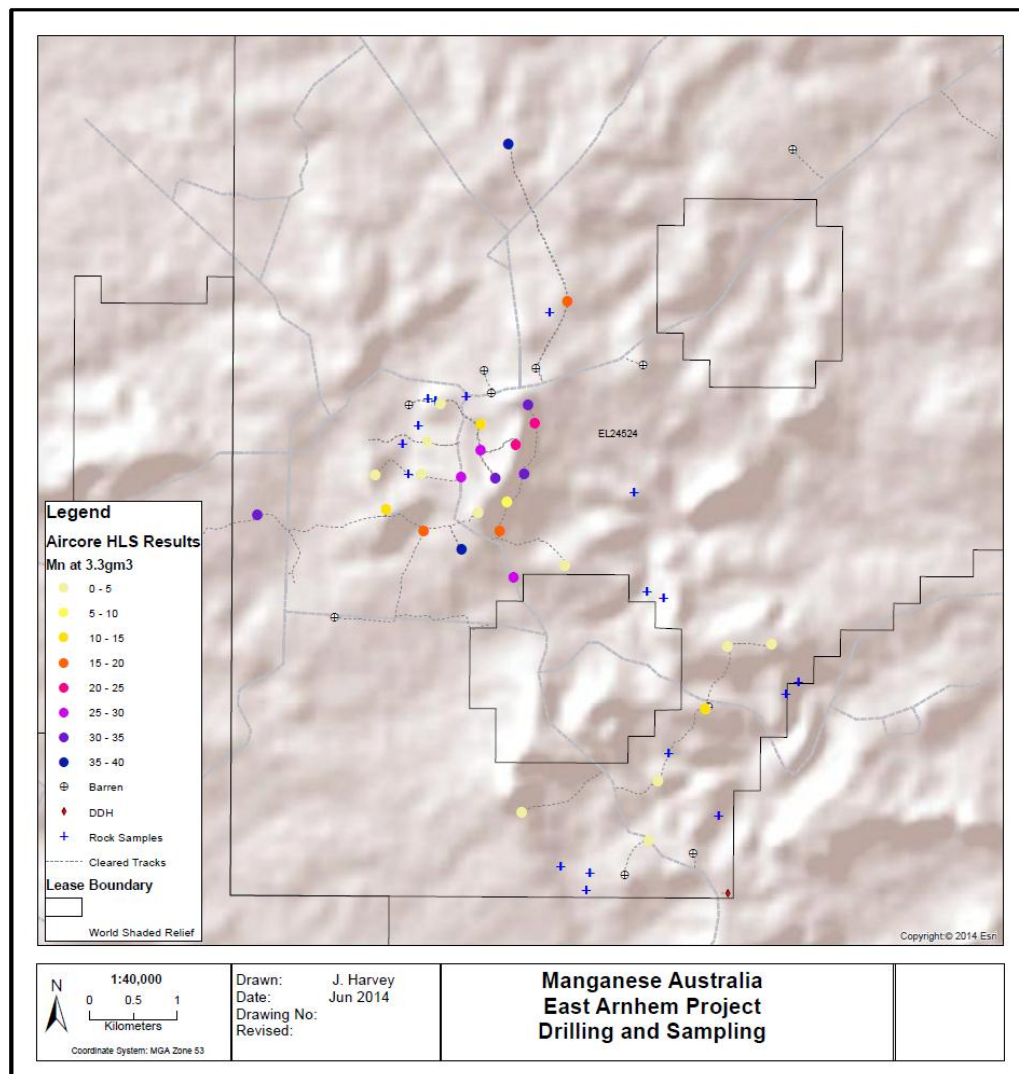 EL24524
Legend
Aircore HLS Results
Mn at 3.3gm3
0 - 5
5 - 10
10 - 15
15 - 20
20 - 25
25 - 30
30 - 35
35 - 40
Barren
DDH
Rock Samples
Cleared Tracks
Lease Boundary
World Shaded Relief
Copyright:© 2014 Esri
N
1:40,000
0 0.5 1
Kilometers
Coordinate System: MGA Zone 53
Drawn: J. Harvey
Date: Jun 2014
Drawing No:
Revised:
Manganese Australia
East Arnhem Project
Drilling and Sampling